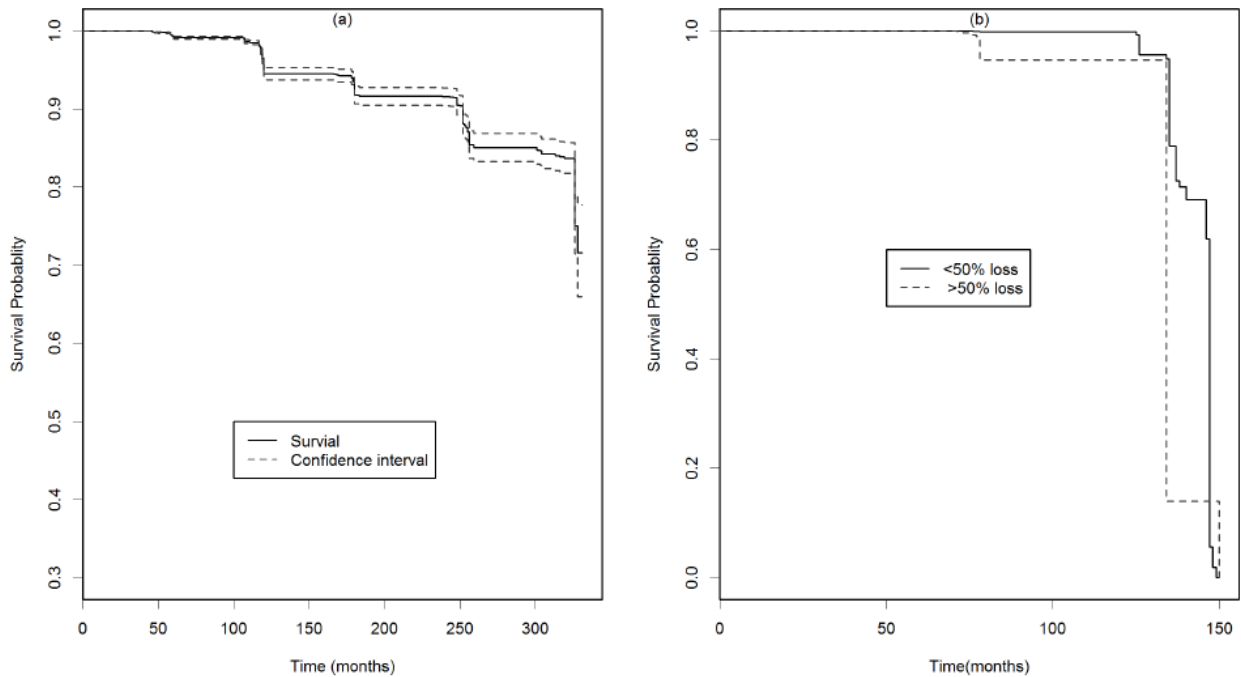 (a)
1.0
0.9
0.8
0.7
0.6
0.5
0.4
0.3
Survival Probablity
Survial
Confidence interval
0 50 100 150 200 250 300
Time (months)
(b)
1.0
0.8
0.6
0.4
0.2
0.0
Survival Probablity
<50% loss
>50% loss
0 50 100 150
Time(months)